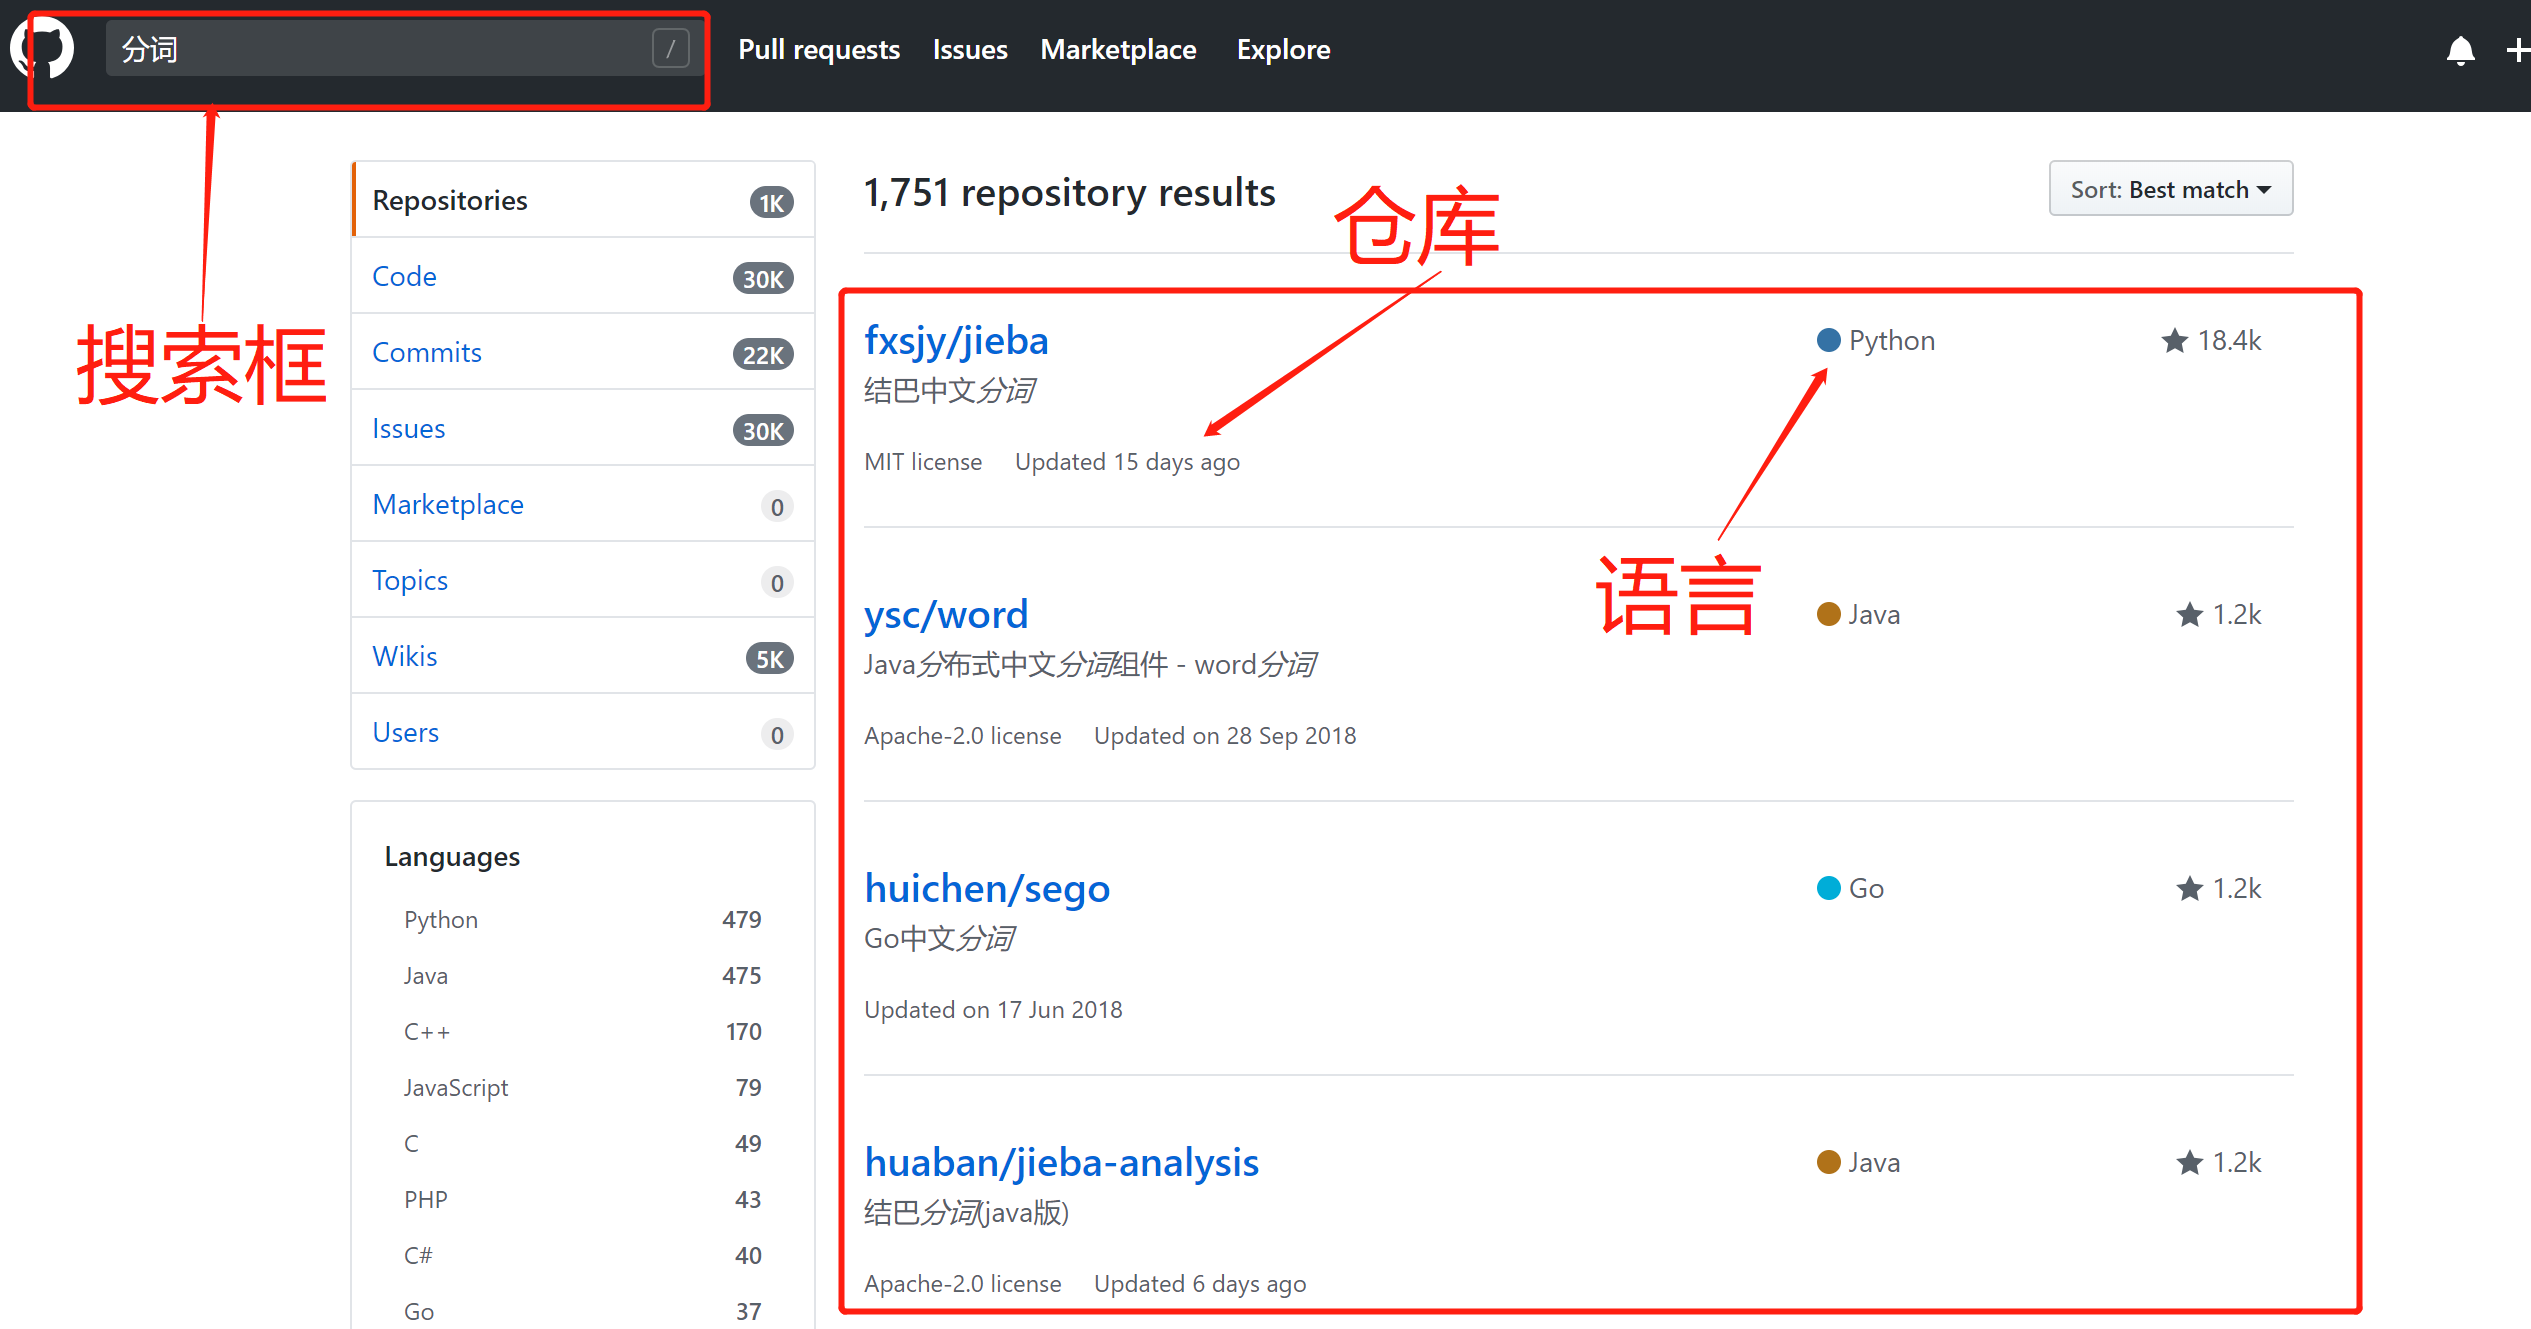 分词 /
Pull requests Issues Marketplace Explore
搜索框
Repositories 1K
Code 30K
Commits 22K
Issues 30K
Marketplace 0
Topics 0
Wikis 5K
Users 0
Languages
Python 479
Java 475
C++ 170
JavaScript 79
C 49
PHP 43
C# 40
Go 37
1,751 repository results
Sort: Best match
仓库
fxsjy/jieba
Python
18.4k
结巴中文分词
MIT license Updated 15 days ago
语言
ysc/word
Java
1.2k
Java分布式中文分词组件 - word分词
Apache-2.0 license Updated on 28 Sep 2018
huichen/sego
Go
1.2k
Go中文分词
Updated on 17 Jun 2018
huaban/jieba-analysis
Java
1.2k
结巴分词(java版)
Apache-2.0 license Updated 6 days ago